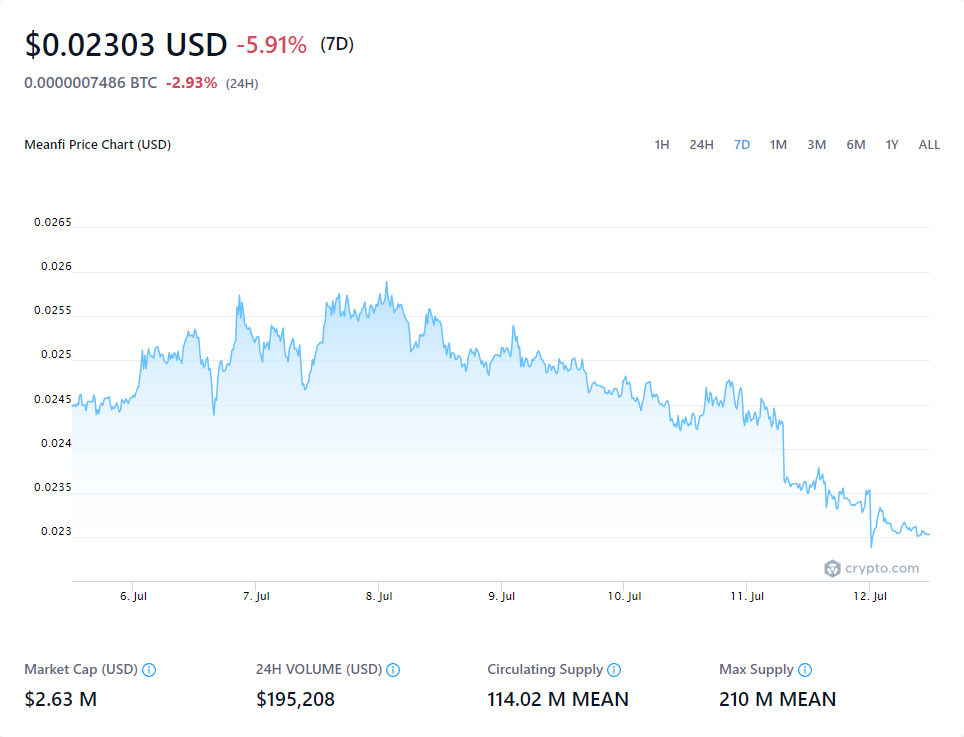 $0.02303 USD -5.91% (7D)
0.0000007486 BTC -2.93% (24H)
Meanfi Price Chart (USD) 1H 24H 7D 1M 3M 6M 1Y ALL
0.0265
0.026
0.0255
0.025
0.0245
0.024
0.0235
0.023
crypto.com
6. Jul 7. Jul 8. Jul 9. Jul 10. Jul 11. Jul 12. Jul
Market Cap (USD) 24H VOLUME (USD) Circulating Supply Max Supply
$2.63 M $195,208 114.02 M MEAN 210 M MEAN